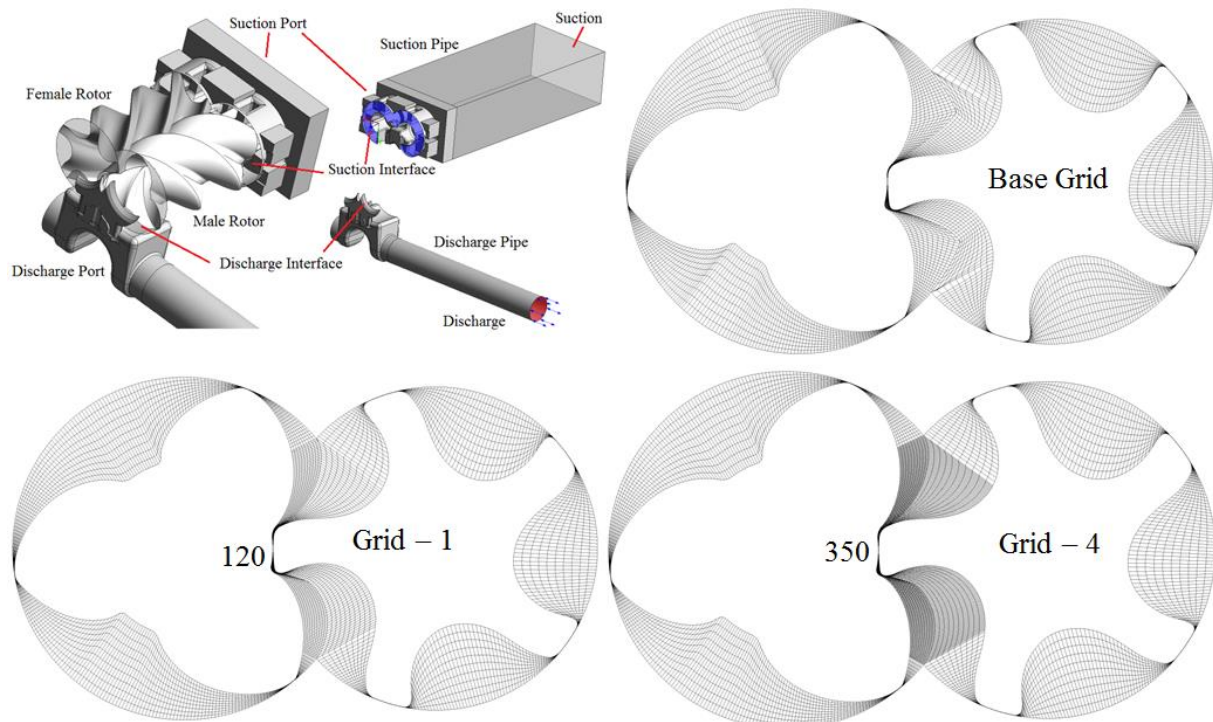 Suction Port
Suction
Suction Pipe
Female Rotor
Suction Interface
Male Rotor
Discharge Pipe
Discharge Port
Discharge Interface
Discharge
Base Grid
120
Grid – 1
350
Grid – 4